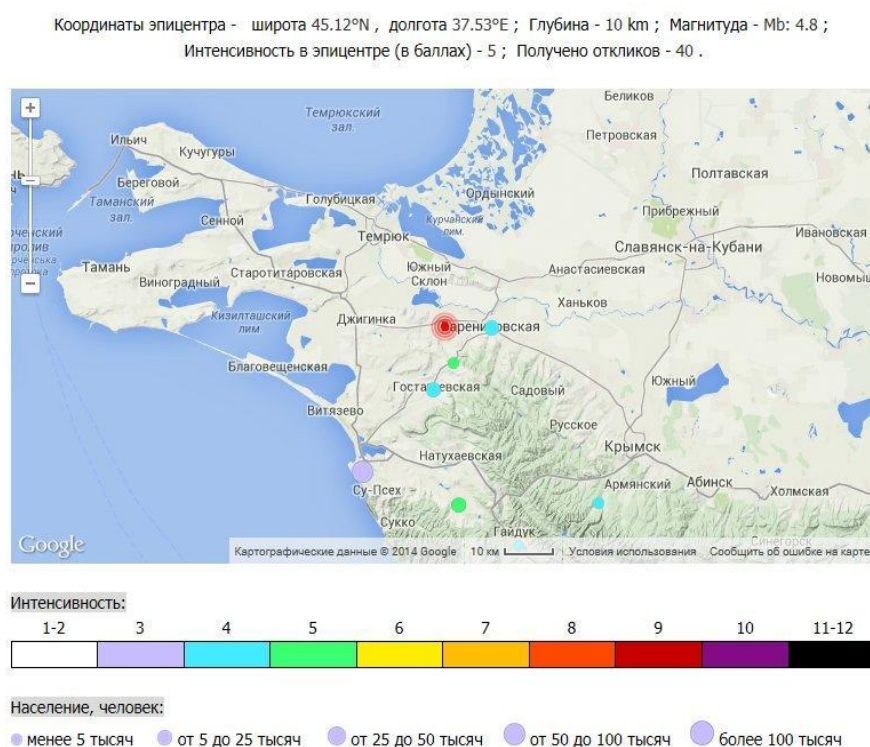 Координаты эпицентра - широта 45.12°N , долгота 37.53°E ; Глубина - 10 km ; Магнитуда - Mb: 4.8 ;
Интенсивность в эпицентре (в баллах) - 5 ; Получено откликов - 40 .
Беликов
Темрюкский
зал.
Петровская
Ильич
Кучугуры
Полтавская
Береговой
Таманский
зал.
Голубицкая
Ордынский
Прибрежный
Сенной
Курчанский
лим.
Ивановская
Темрюк
Славянск-на-Кубани
Тамань
Старотитаровская
Южный
Склон
Анастасиевская
Виноградный
Ханьков
Кизилташский
лим.
Джигинка
Благовещенская
Южный
Садовый
Витязево
Русское
Крымск
Натухаевская
Абинск
Армянский
Холмская
Су-Псех
Сукко
Гайдук
Синегорск
Google
Картографические данные © 2014 Google
10 км
Условия использования
Сообщить об ошибке на карте
Интенсивность:
1-2 3 4 5 6 7 8 9 10 11-12
Население, человек:
менее 5 тысяч от 5 до 25 тысяч от 25 до 50 тысяч от 50 до 100 тысяч более 100 тысяч